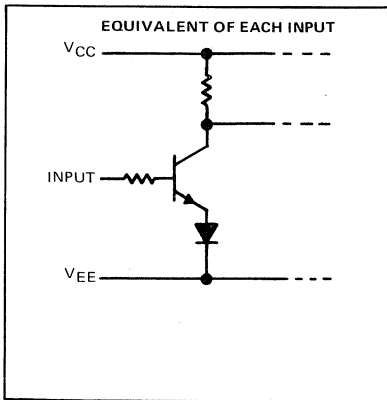 EQUIVALENT OF EACH INPUT
VCC
INPUT
VEE